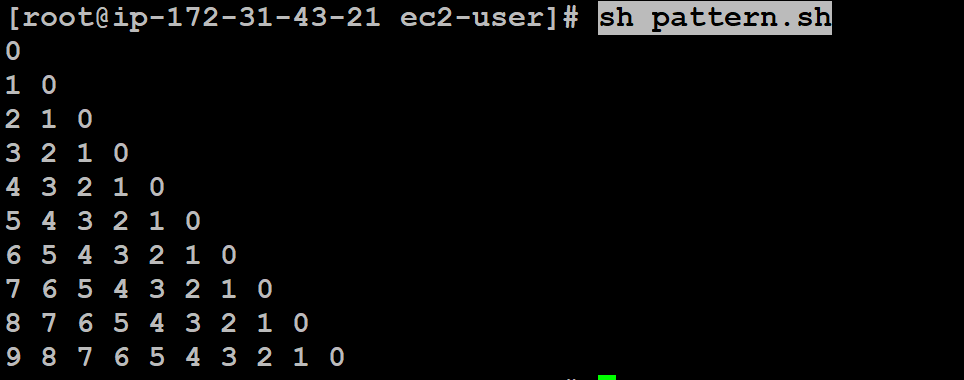 [root@ip-172-31-43-21 ec2-user]# sh pattern.sh
0
1 0
2 1 0
3 2 1 0
4 3 2 1 0
5 4 3 2 1 0
6 5 4 3 2 1 0
7 6 5 4 3 2 1 0
8 7 6 5 4 3 2 1 0
9 8 7 6 5 4 3 2 1 0